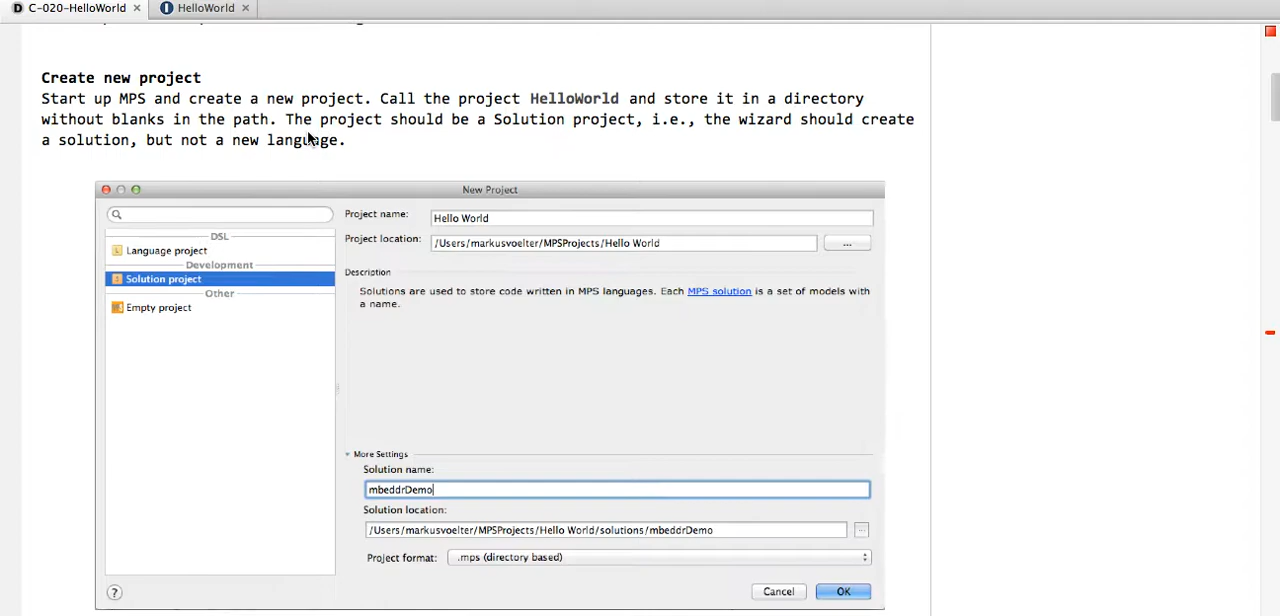 C-020-HelloWorld
HelloWorld
Create new project
Start up MPS and create a new project. Call the project HelloWorld and store it in a directory
without blanks in the path. The project should be a Solution project, i.e., the wizard should create
a solution, but not a new language.
New Project
DSL
Language project
Development
Solution project
Other
Empty project
Project name: Hello World
Project location: /Users/markusvoelter/MPSProjects/Hello World ...
Description
Solutions are used to store code written in MPS languages. Each MPS solution is a set of models with
a name.
More Settings
Solution name:
mbeddrDemo
Solution location:
/Users/markusvoelter/MPSProjects/Hello World/solutions/mbeddrDemo ...
Project format: .mps (directory based)
? Cancel OK